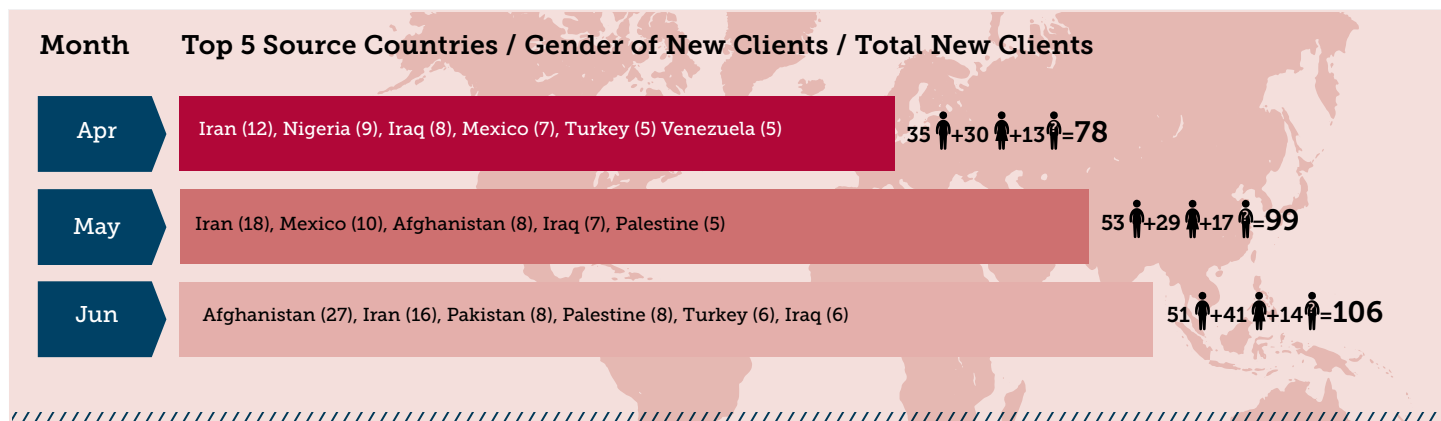 Month Top 5 Source Countries / Gender of New Clients / Total New Clients
Apr Iran (12), Nigeria (9), Iraq (8), Mexico (7), Turkey (5) Venezuela (5) 35 +30 +13 ? =78
May Iran (18), Mexico (10), Afghanistan (8), Iraq (7), Palestine (5) 53 +29 +17 ? =99
Jun Afghanistan (27), Iran (16), Pakistan (8), Palestine (8), Turkey (6), Iraq (6) 51 +41 +14 ? =106